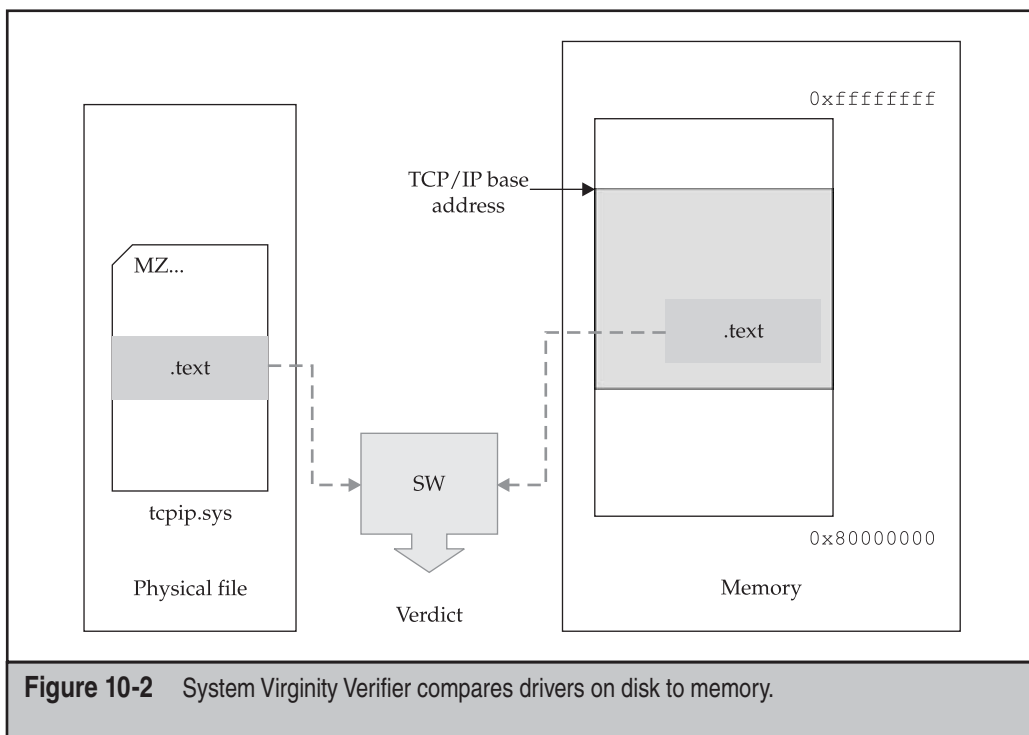 0xffffffff
TCP/IP base
address
MZ...
.text
.text
SW
tcpip.sys
0x80000000
Physical file
Memory
Verdict
Figure 10-2 System Virginity Verifier compares drivers on disk to memory.